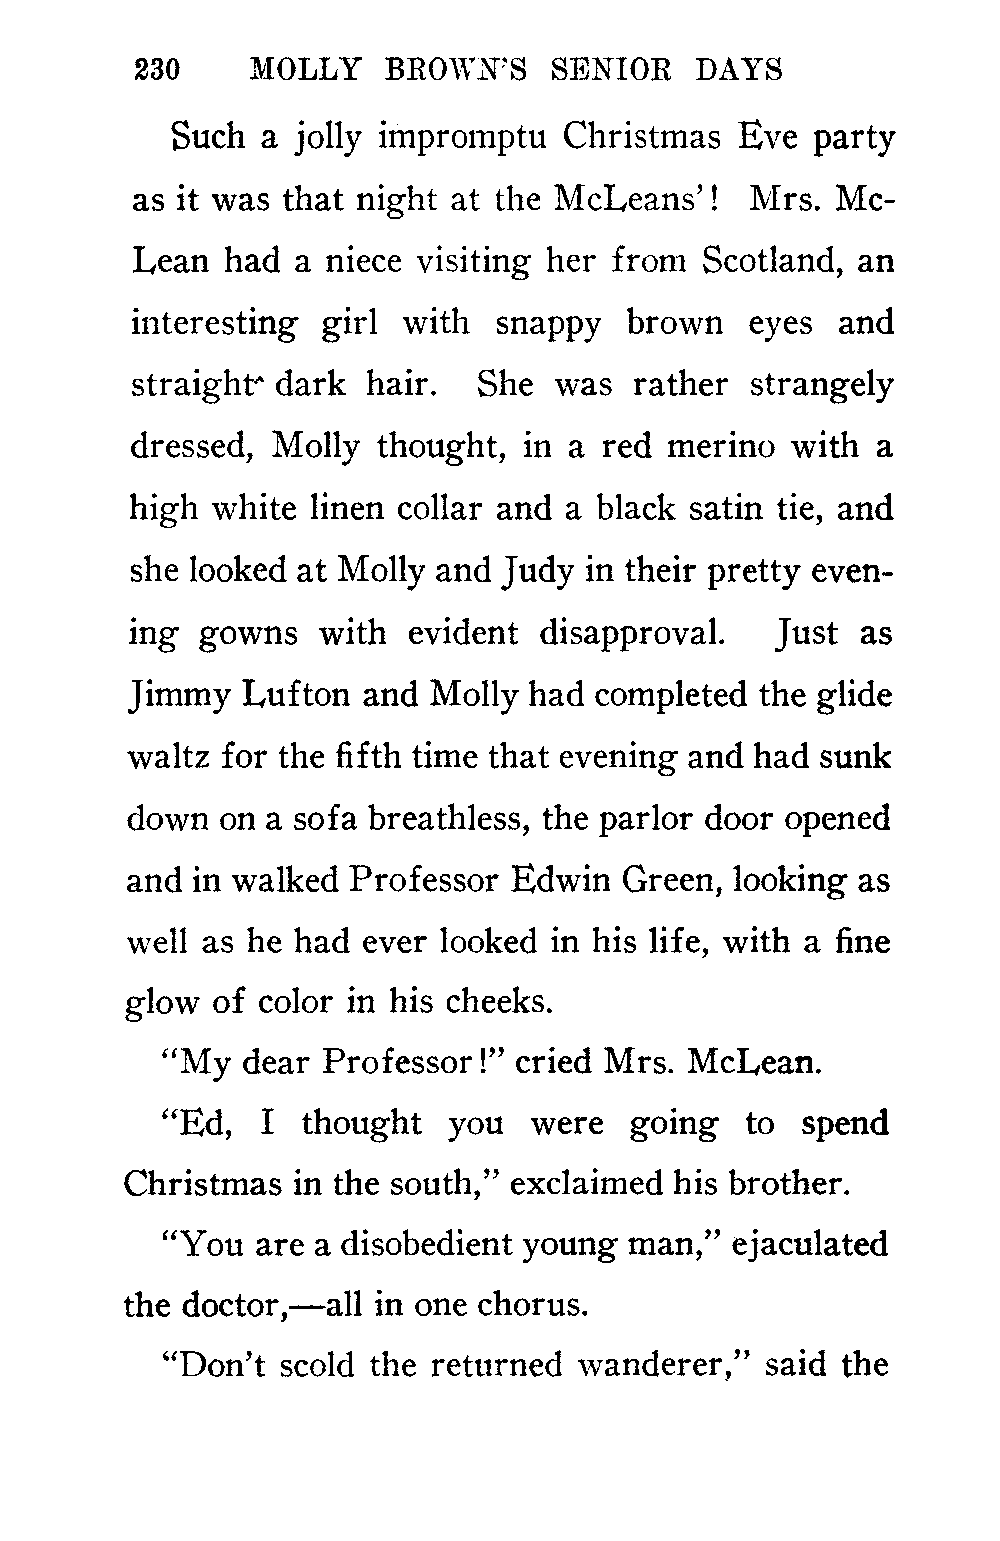 230 MOLLY BROWN'S SENIOR DAYS
Such a jolly impromptu Christmas Eve party
as it was that night at the McLeans'! Mrs. Mc-
Lean had a niece visiting her from Scotland, an
interesting girl with snappy brown eyes and
straight dark hair. She was rather strangely
dressed, Molly thought, in a red merino with a
high white linen collar and a black satin tie, and
she looked at Molly and Judy in their pretty even-
ing gowns with evident disapproval. Just as
Jimmy Lufton and Molly had completed the glide
waltz for the fifth time that evening and had sunk
down on a sofa breathless, the parlor door opened
and in walked Professor Edwin Green, looking as
well as he had ever looked in his life, with a fine
glow of color in his cheeks.
"My dear Professor!" cried Mrs. McLean.
"Ed, I thought you were going to spend
Christmas in the south," exclaimed his brother.
"You are a disobedient young man," ejaculated
the doctor,—all in one chorus.
"Don't scold the returned wanderer," said the